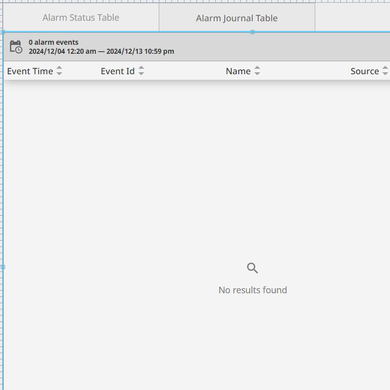 Alarm Status Table
Alarm Journal Table
0 alarm events
2024/12/04 12:20 am — 2024/12/13 10:59 pm
Event Time
Event Id
Name
Source
No results found